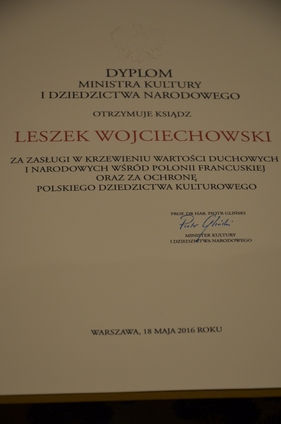 DYPLOM
MINISTRA KULTURY
I DZIEDZICTWA NARODOWEGO
OTRZYMUJE KSIĄDZ
LESZEK WOJCIECHOWSKI
ZA ZASŁUGI W KRZEWIENIU WARTOŚCI DUCHOWYCH
I NARODOWYCH WŚRÓD POLONII FRANCUSKIEJ
ORAZ ZA OCHRONĘ
POLSKIEGO DZIEDZICTWA KULTUROWEGO
PROF. DR HAB. PIOTR GLIŃSKI
Piotr Gliński
MINISTER KULTURY
I DZIEDZICTWA NARODOWEGO
WARSZAWA, 18 MAJA 2016 ROKU